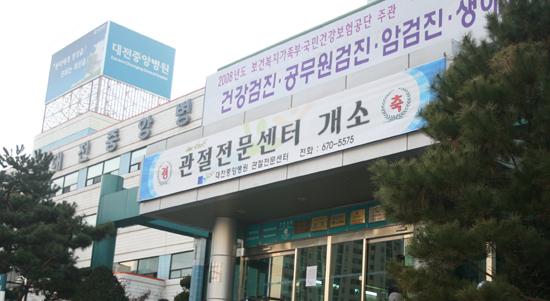 대전중앙병원
2008년도 보건복지가족부·국민건강보험공단 주관
건강검진·공무원검진·암검진·생애
대전중앙병
경 관절전문센터 개소 축
대전중앙병원 관절전문센터 전화 : 670-5575